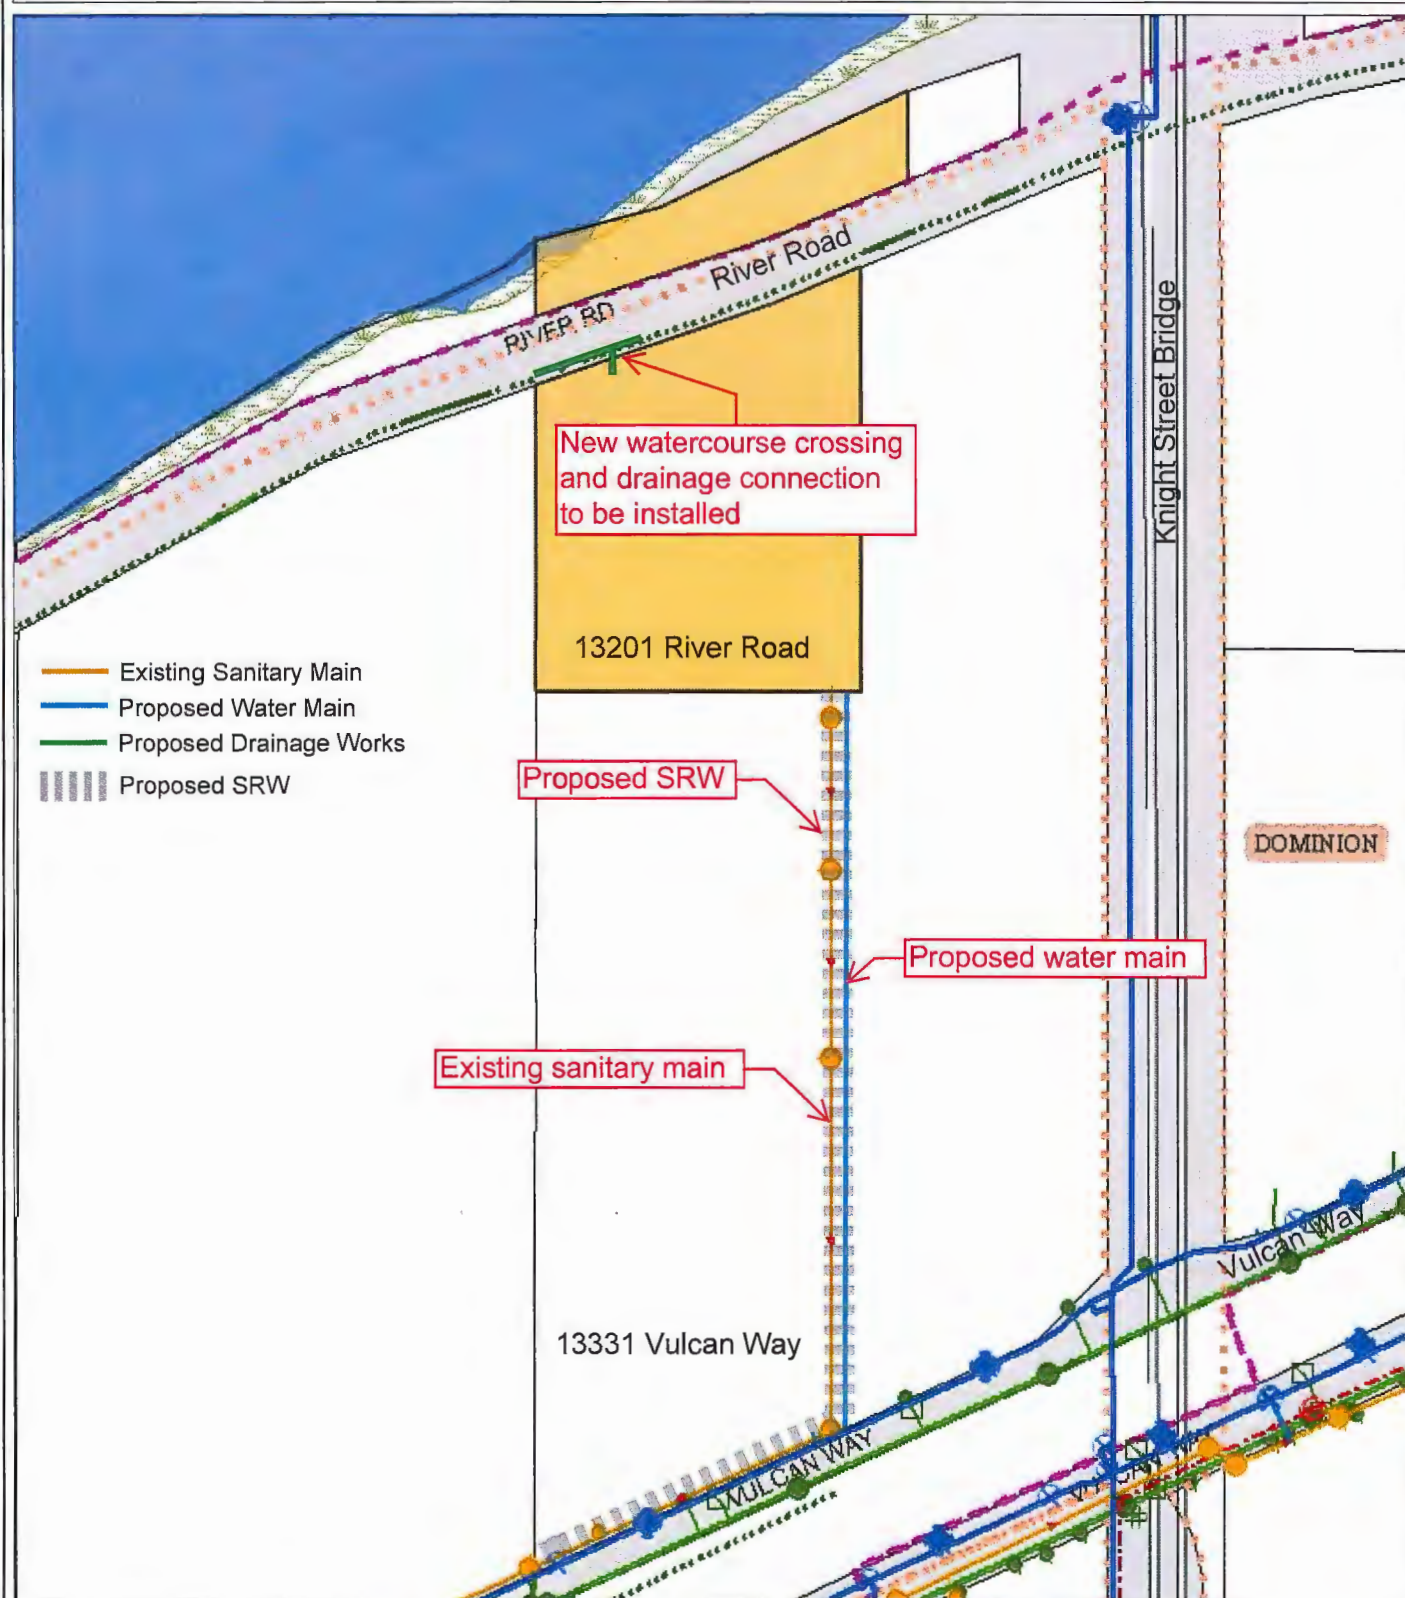 River Road
RIVER RD
Knight Street Bridge
New watercourse crossing
and drainage connection
to be installed
13201 River Road
Existing Sanitary Main
Proposed Water Main
Proposed Drainage Works
Proposed SRW
Proposed SRW
DOMINION
Proposed water main
Existing sanitary main
Vulcan Way
13331 Vulcan Way
VULCAN WAY